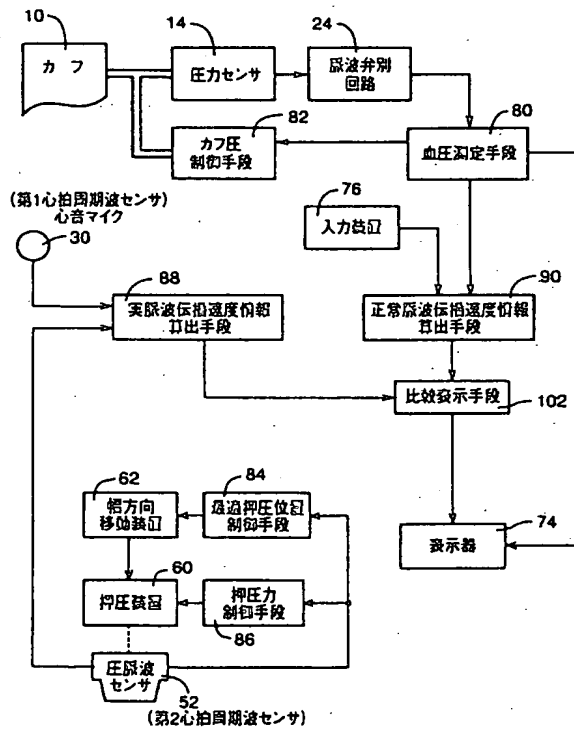 10
14
24
カフ
圧力センサ
脈波弁別
回路
80
82
カフ圧
制御手段
血圧測定手段
76
(第1心拍周期波センサ)
心音マイク
入力装置
30
88
90
実脈波伝播速度情報
算出手段
正常脈波伝播速度情報
算出手段
比較表示手段
102
62
84
幅方向
移動装置
最適押圧位置
制御手段
74
表示器
60
押圧装置
押圧力
制御手段
86
圧脈波
センサ
52
(第2心拍周期波センサ)